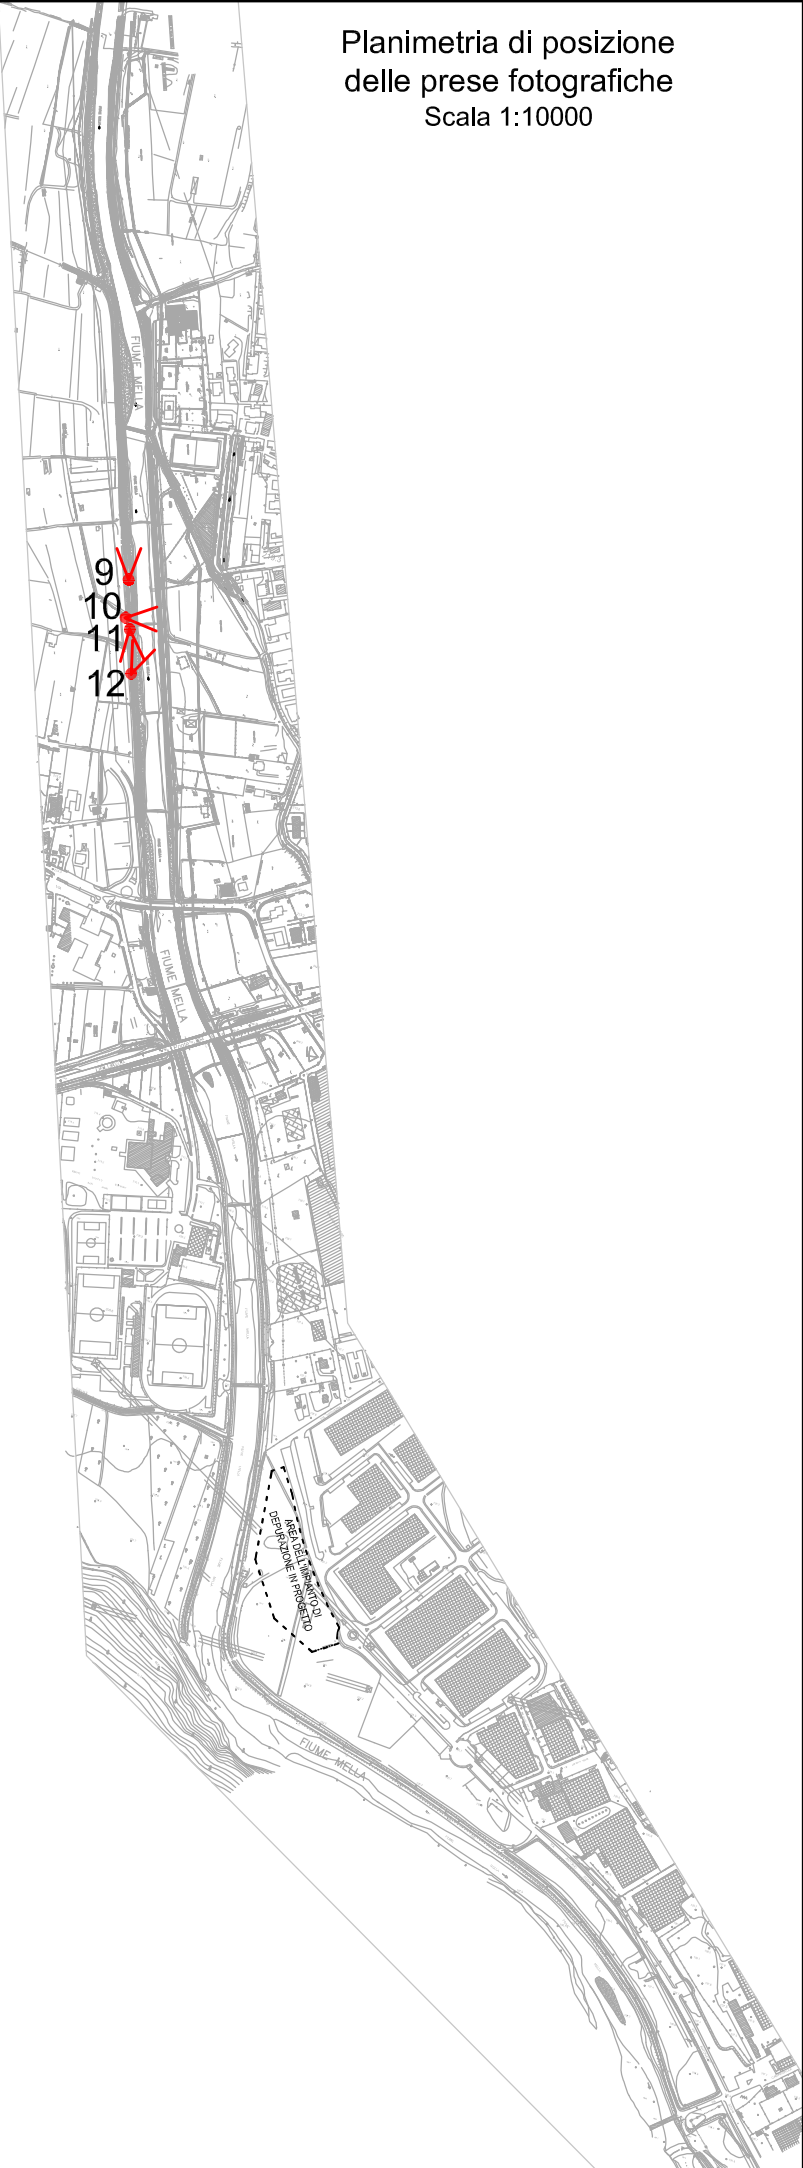 Planimetria di posizione
delle prese fotografiche
Scala 1:10000
FIUME MELLA
9
10
11
12
FIUME MELLA
AREA DELL'IMPIANTO DI
DEPURAZIONE IN PROGETTO
FIUME MELLA